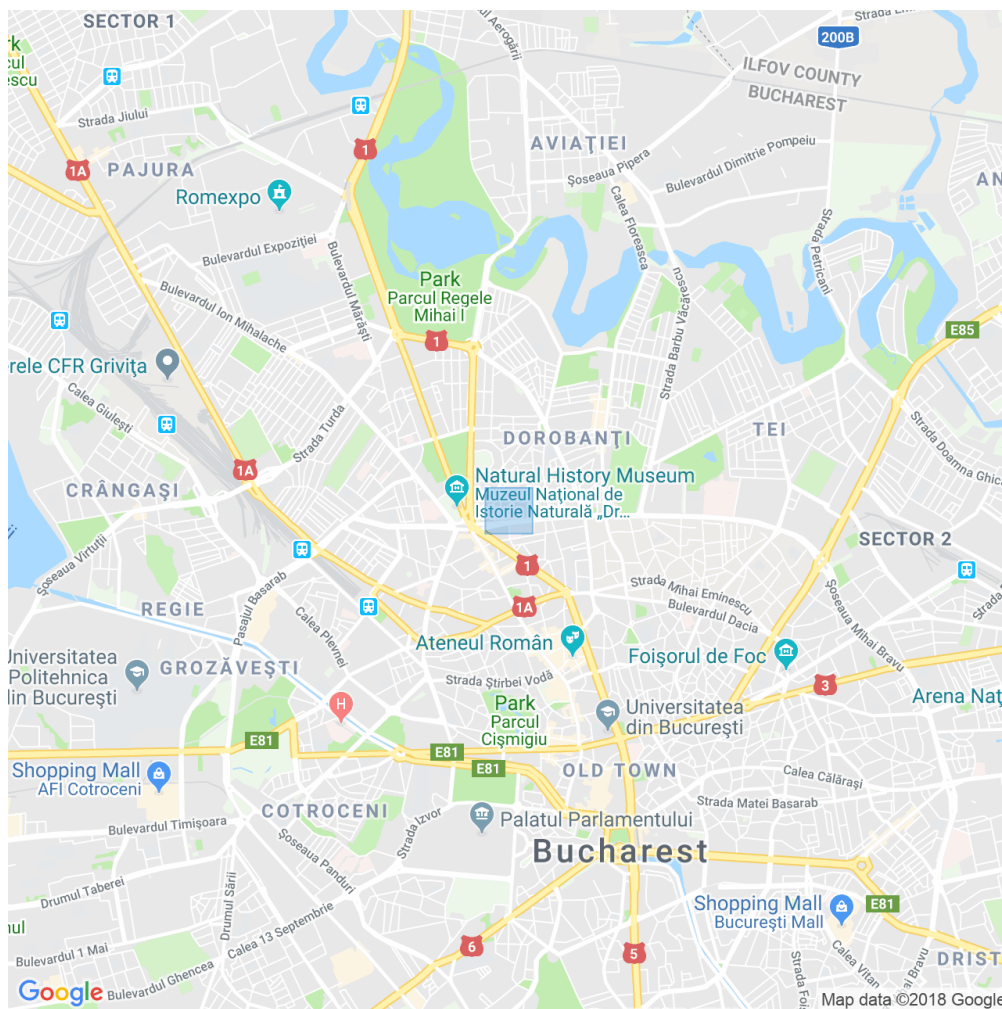 SECTOR 1
Strada Jiului
PAJURA
1A
1
Romexpo
Bulevardul Expoziției
Bulevardul Mărăști
Bulevardul Ion Mihalache
200B
ILFOV COUNTY
BUCHAREST
AVIAȚIEI
Șoseaua Pipera
Bulevardul Dimitrie Pompeiu
Calea Floreasca
Strada Barbu Văcărescu
Strada Petricani
Park
Parcul Regele
Mihai I
1
E85
Calea Giulești
Strada Turda
1A
CRÂNGAȘI
DOROBANȚI
TEI
Strada Doamna Ghica
Natural History Museum
Muzeul Național de
Istorie Naturală „Dr...
SECTOR 2
Șoseaua Virtuții
REGIE
Pasajul Basarab
Calea Plevnei
1
1A
Strada Mihai Eminescu
Bulevardul Dacia
Șoseaua Mihai Bravu
Ateneul Român
Foișorul de Foc
GROZĂVEȘTI
Universitatea
Politehnica
din București
Strada Știrbei Vodă
H
Park
Parcul
Cișmigiu
Universitatea
din București
3
E81
E81
E81
Shopping Mall
AFI Cotroceni
OLD TOWN
Calea Călărași
Strada Matei Basarab
COTROCENI
Bulevardul Timișoara
Strada Izvor
Palatul Parlamentului
Șoseaua Panduri
Bucharest
Drumul Taberei
Drumul Sării
Calea 13 Septembrie
Bulevardul 1 Mai
Bulevardul Ghencea
Shopping Mall
București Mall
E81
6
5
Calea Vitan
Google
Map data ©2018 Google